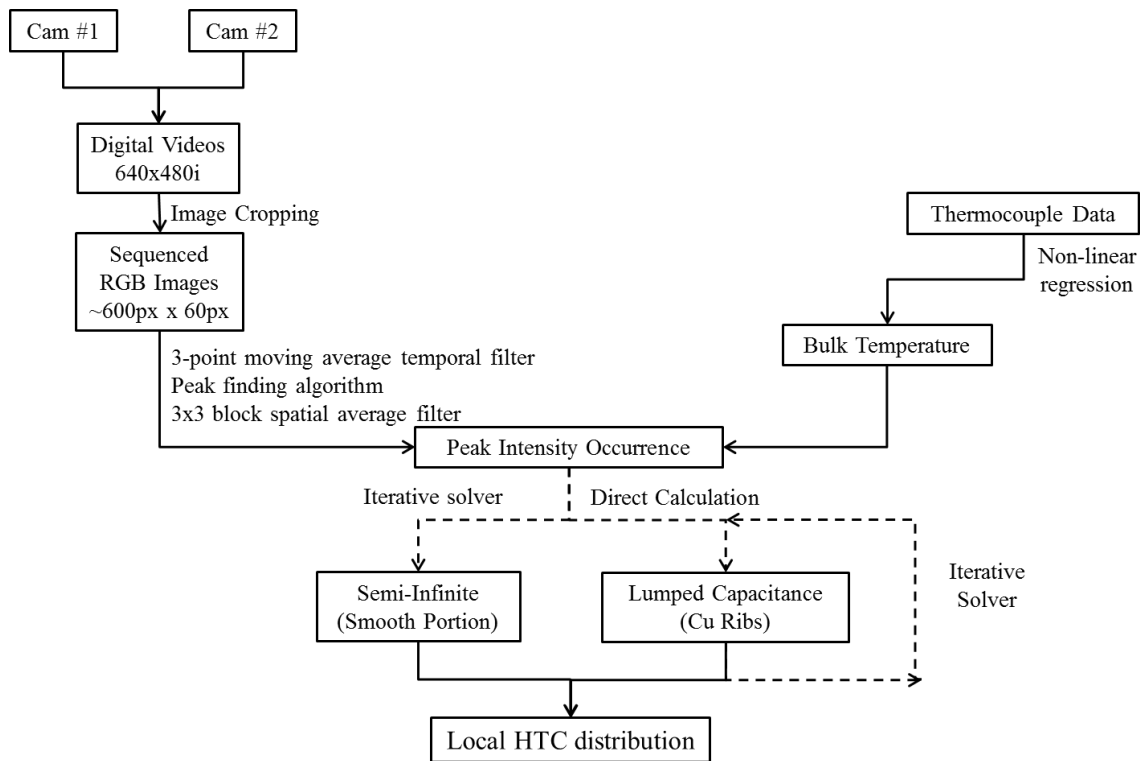 Cam #1
Cam #2
Digital Videos
640x480i
Image Cropping
Sequenced
RGB Images
~600px x 60px
Thermocouple Data
Non-linear
regression
Bulk Temperature
3-point moving average temporal filter
Peak finding algorithm
3x3 block spatial average filter
Peak Intensity Occurrence
Iterative solver
Direct Calculation
Semi-Infinite
(Smooth Portion)
Lumped Capacitance
(Cu Ribs)
Iterative
Solver
Local HTC distribution